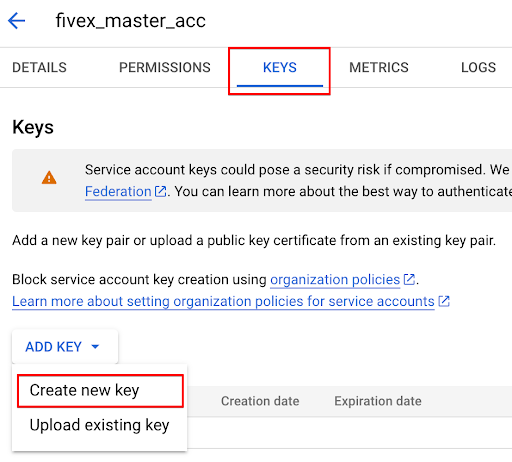 fivex_master_acc
DETAILS PERMISSIONS KEYS METRICS LOGS
Keys
Service account keys could pose a security risk if compromised. We
Federation. You can learn more about the best way to authenticate
Add a new key pair or upload a public key certificate from an existing key pair.
Block service account key creation using organization policies.
Learn more about setting organization policies for service accounts
ADD KEY
Create new key
Upload existing key
Creation date Expiration date